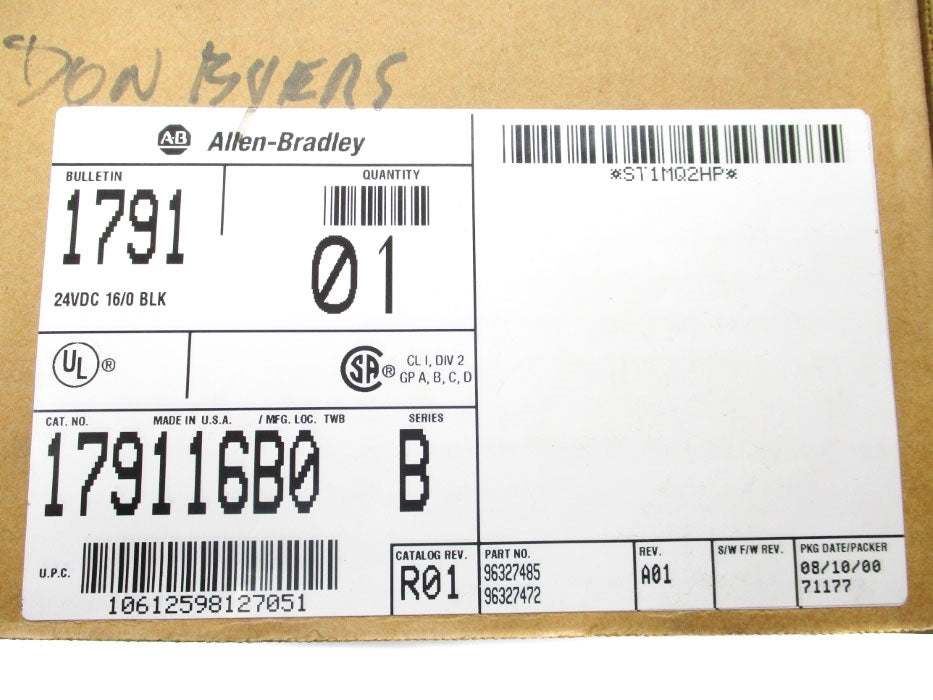 DON BYERS
A-B Allen-Bradley
BULLETIN
1791
QUANTITY
01
24VDC 16/0 BLK
UL ®
SA ® CL I, DIV 2
GP A, B, C, D
CAT. NO. MADE IN U.S.A. / MFG. LOC. TWB SERIES
179116B0 B
U.P.C.
10612598127051
*ST1MQ2HP*
CATALOG REV.
R01
PART NO.
96327485
96327472
REV.
A01
S/W F/W REV.
PKG DATE/PACKER
08/10/00
71177